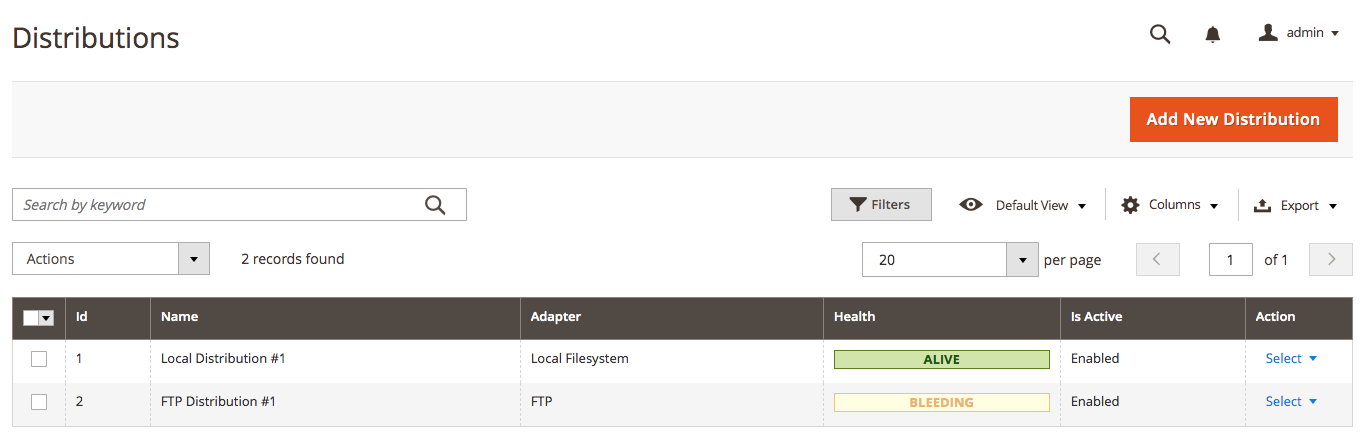 Distributions
admin
Add New Distribution
Search by keyword
Filters
Default View
Columns
Export
Actions
2 records found
20
per page
1
of 1
Id Name Adapter Health Is Active Action
1 Local Distribution #1 Local Filesystem ALIVE Enabled Select
2 FTP Distribution #1 FTP BLEEDING Enabled Select